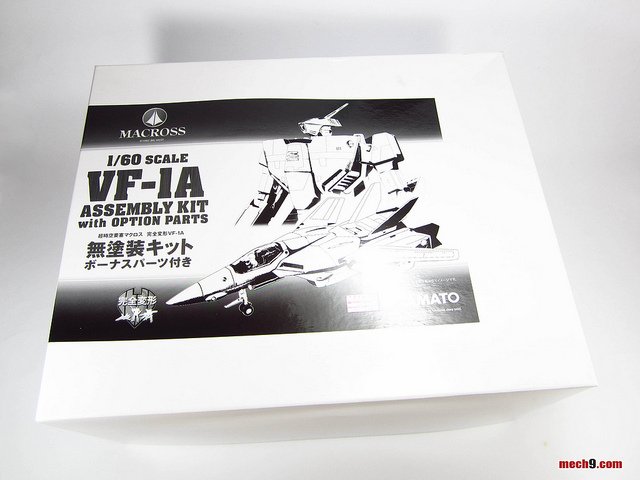 MACROSS
1/60 SCALE
VF-1A
ASSEMBLY KIT
with OPTION PARTS
超時空要塞マクロス 完全変形VF-1A
無塗装キット
ボーナスパーツ付き
完全変形
MATO
mech9.com